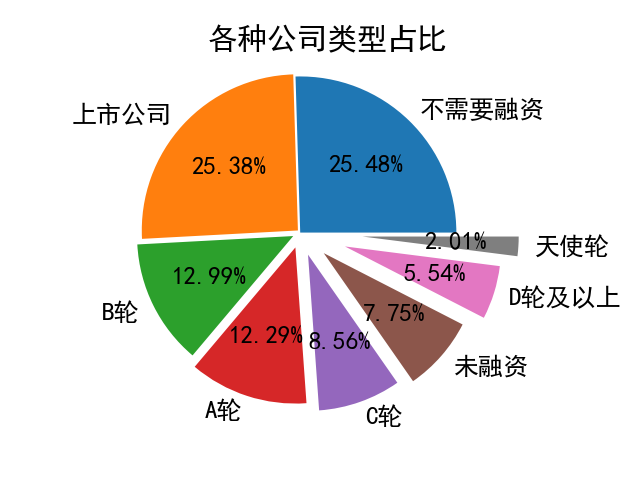 各种公司类型占比
不需要融资
25.48%
上市公司
25.38%
B轮
12.99%
A轮
12.29%
C轮
8.56%
未融资
7.75%
D轮及以上
5.54%
天使轮
2.01%